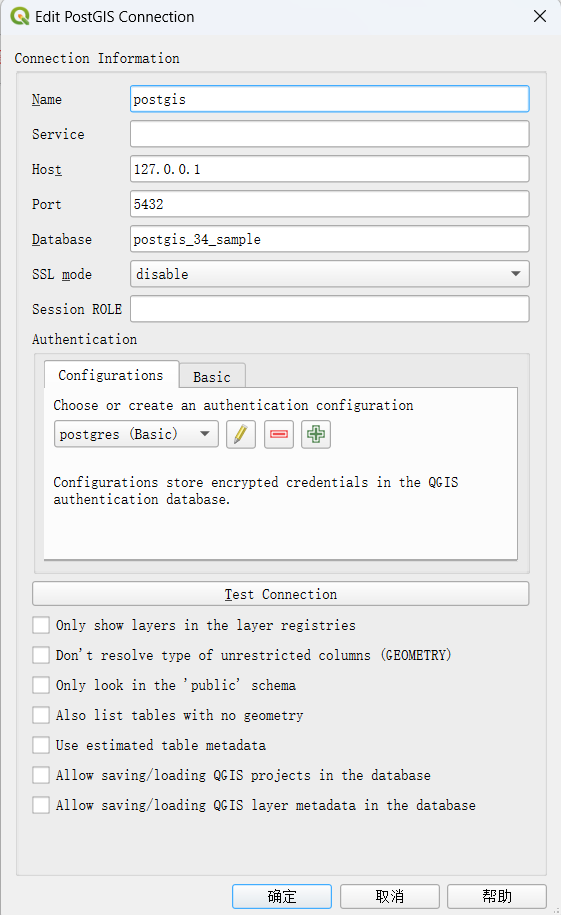 Edit PostGIS Connection
Connection Information
Name postgis
Service
Host 127.0.0.1
Port 5432
Database postgis_34_sample
SSL mode disable
Session ROLE
Authentication
Configurations Basic
Choose or create an authentication configuration
postgres (Basic)
Configurations store encrypted credentials in the QGIS
authentication database.
Test Connection
Only show layers in the layer registries
Don't resolve type of unrestricted columns (GEOMETRY)
Only look in the 'public' schema
Also list tables with no geometry
Use estimated table metadata
Allow saving/loading QGIS projects in the database
Allow saving/loading QGIS layer metadata in the database
确定 取消 帮助